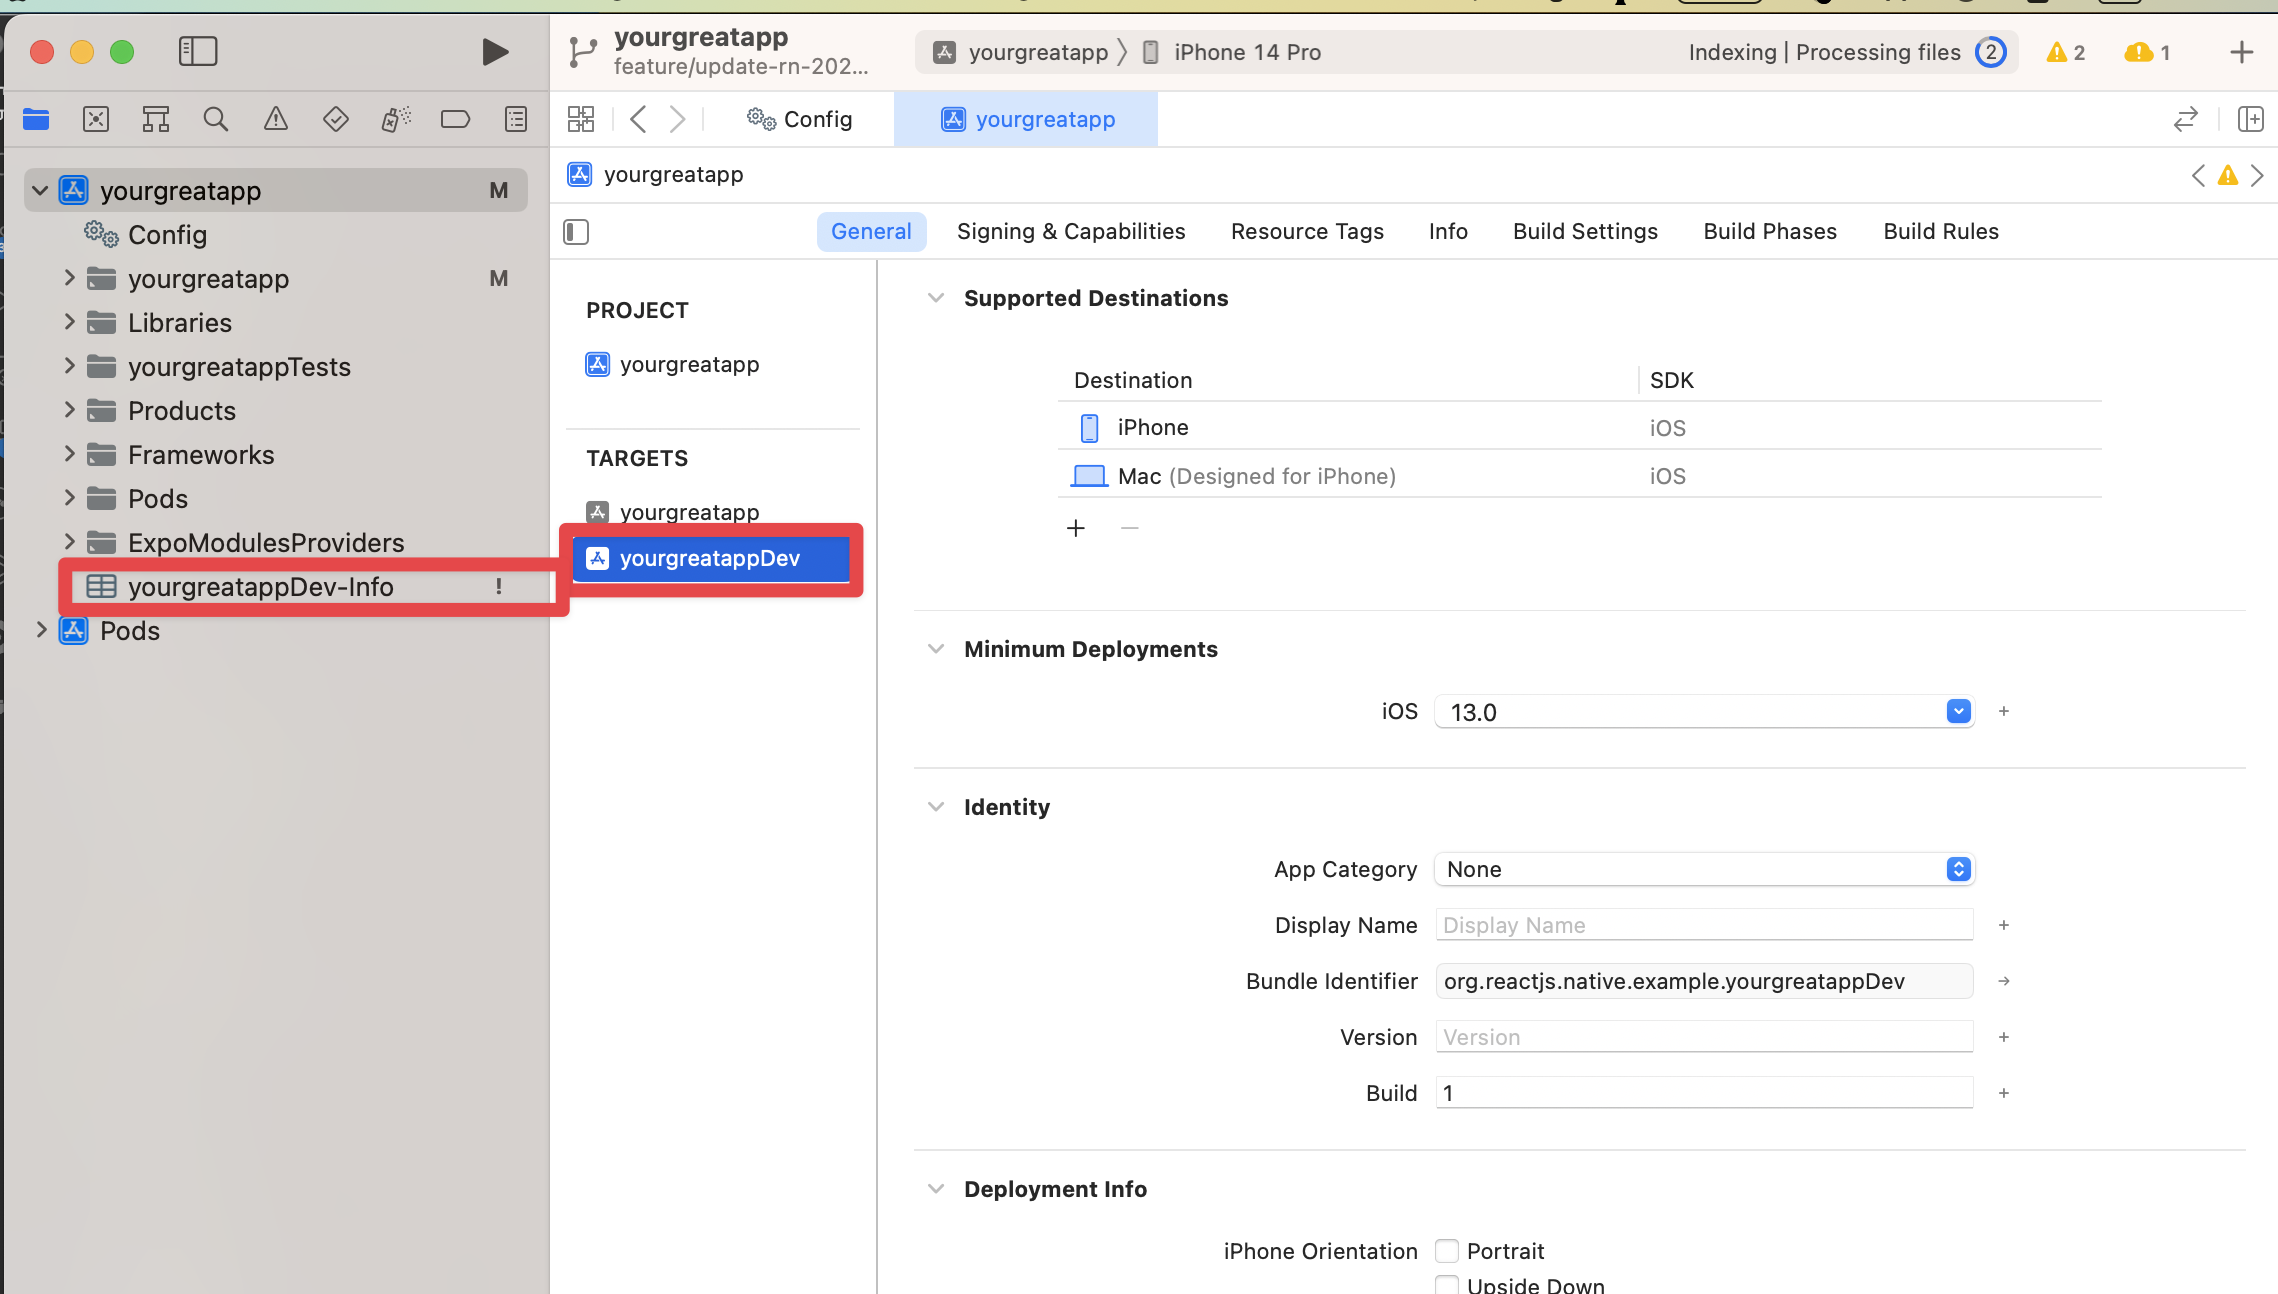 yourgreatapp
feature/update-rn-202...
yourgreatapp
iPhone 14 Pro
Indexing | Processing files
2
2
1
Config
yourgreatapp
yourgreatapp
yourgreatapp M
Config
yourgreatapp M
Libraries
yourgreatappTests
Products
Frameworks
Pods
ExpoModulesProviders
yourgreatappDev-Info !
Pods
General Signing & Capabilities Resource Tags Info Build Settings Build Phases Build Rules
PROJECT
yourgreatapp
TARGETS
yourgreatapp
yourgreatappDev
Supported Destinations
Destination SDK
iPhone iOS
Mac (Designed for iPhone) iOS
Minimum Deployments
iOS 13.0
Identity
App Category None
Display Name Display Name
Bundle Identifier org.reactjs.native.example.yourgreatappDev
Version Version
Build 1
Deployment Info
iPhone Orientation Portrait
Upside Down